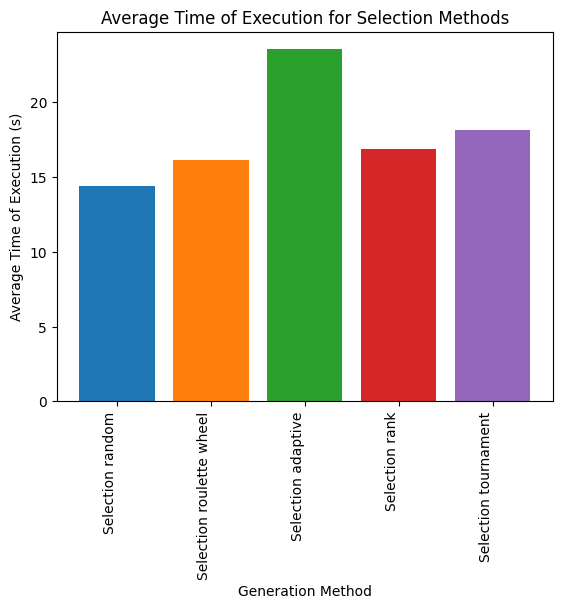 Average Time of Execution for Selection Methods
Average Time of Execution (s)
20
15
10
5
0
Selection random
Selection roulette wheel
Selection adaptive
Selection rank
Selection tournament
Generation Method